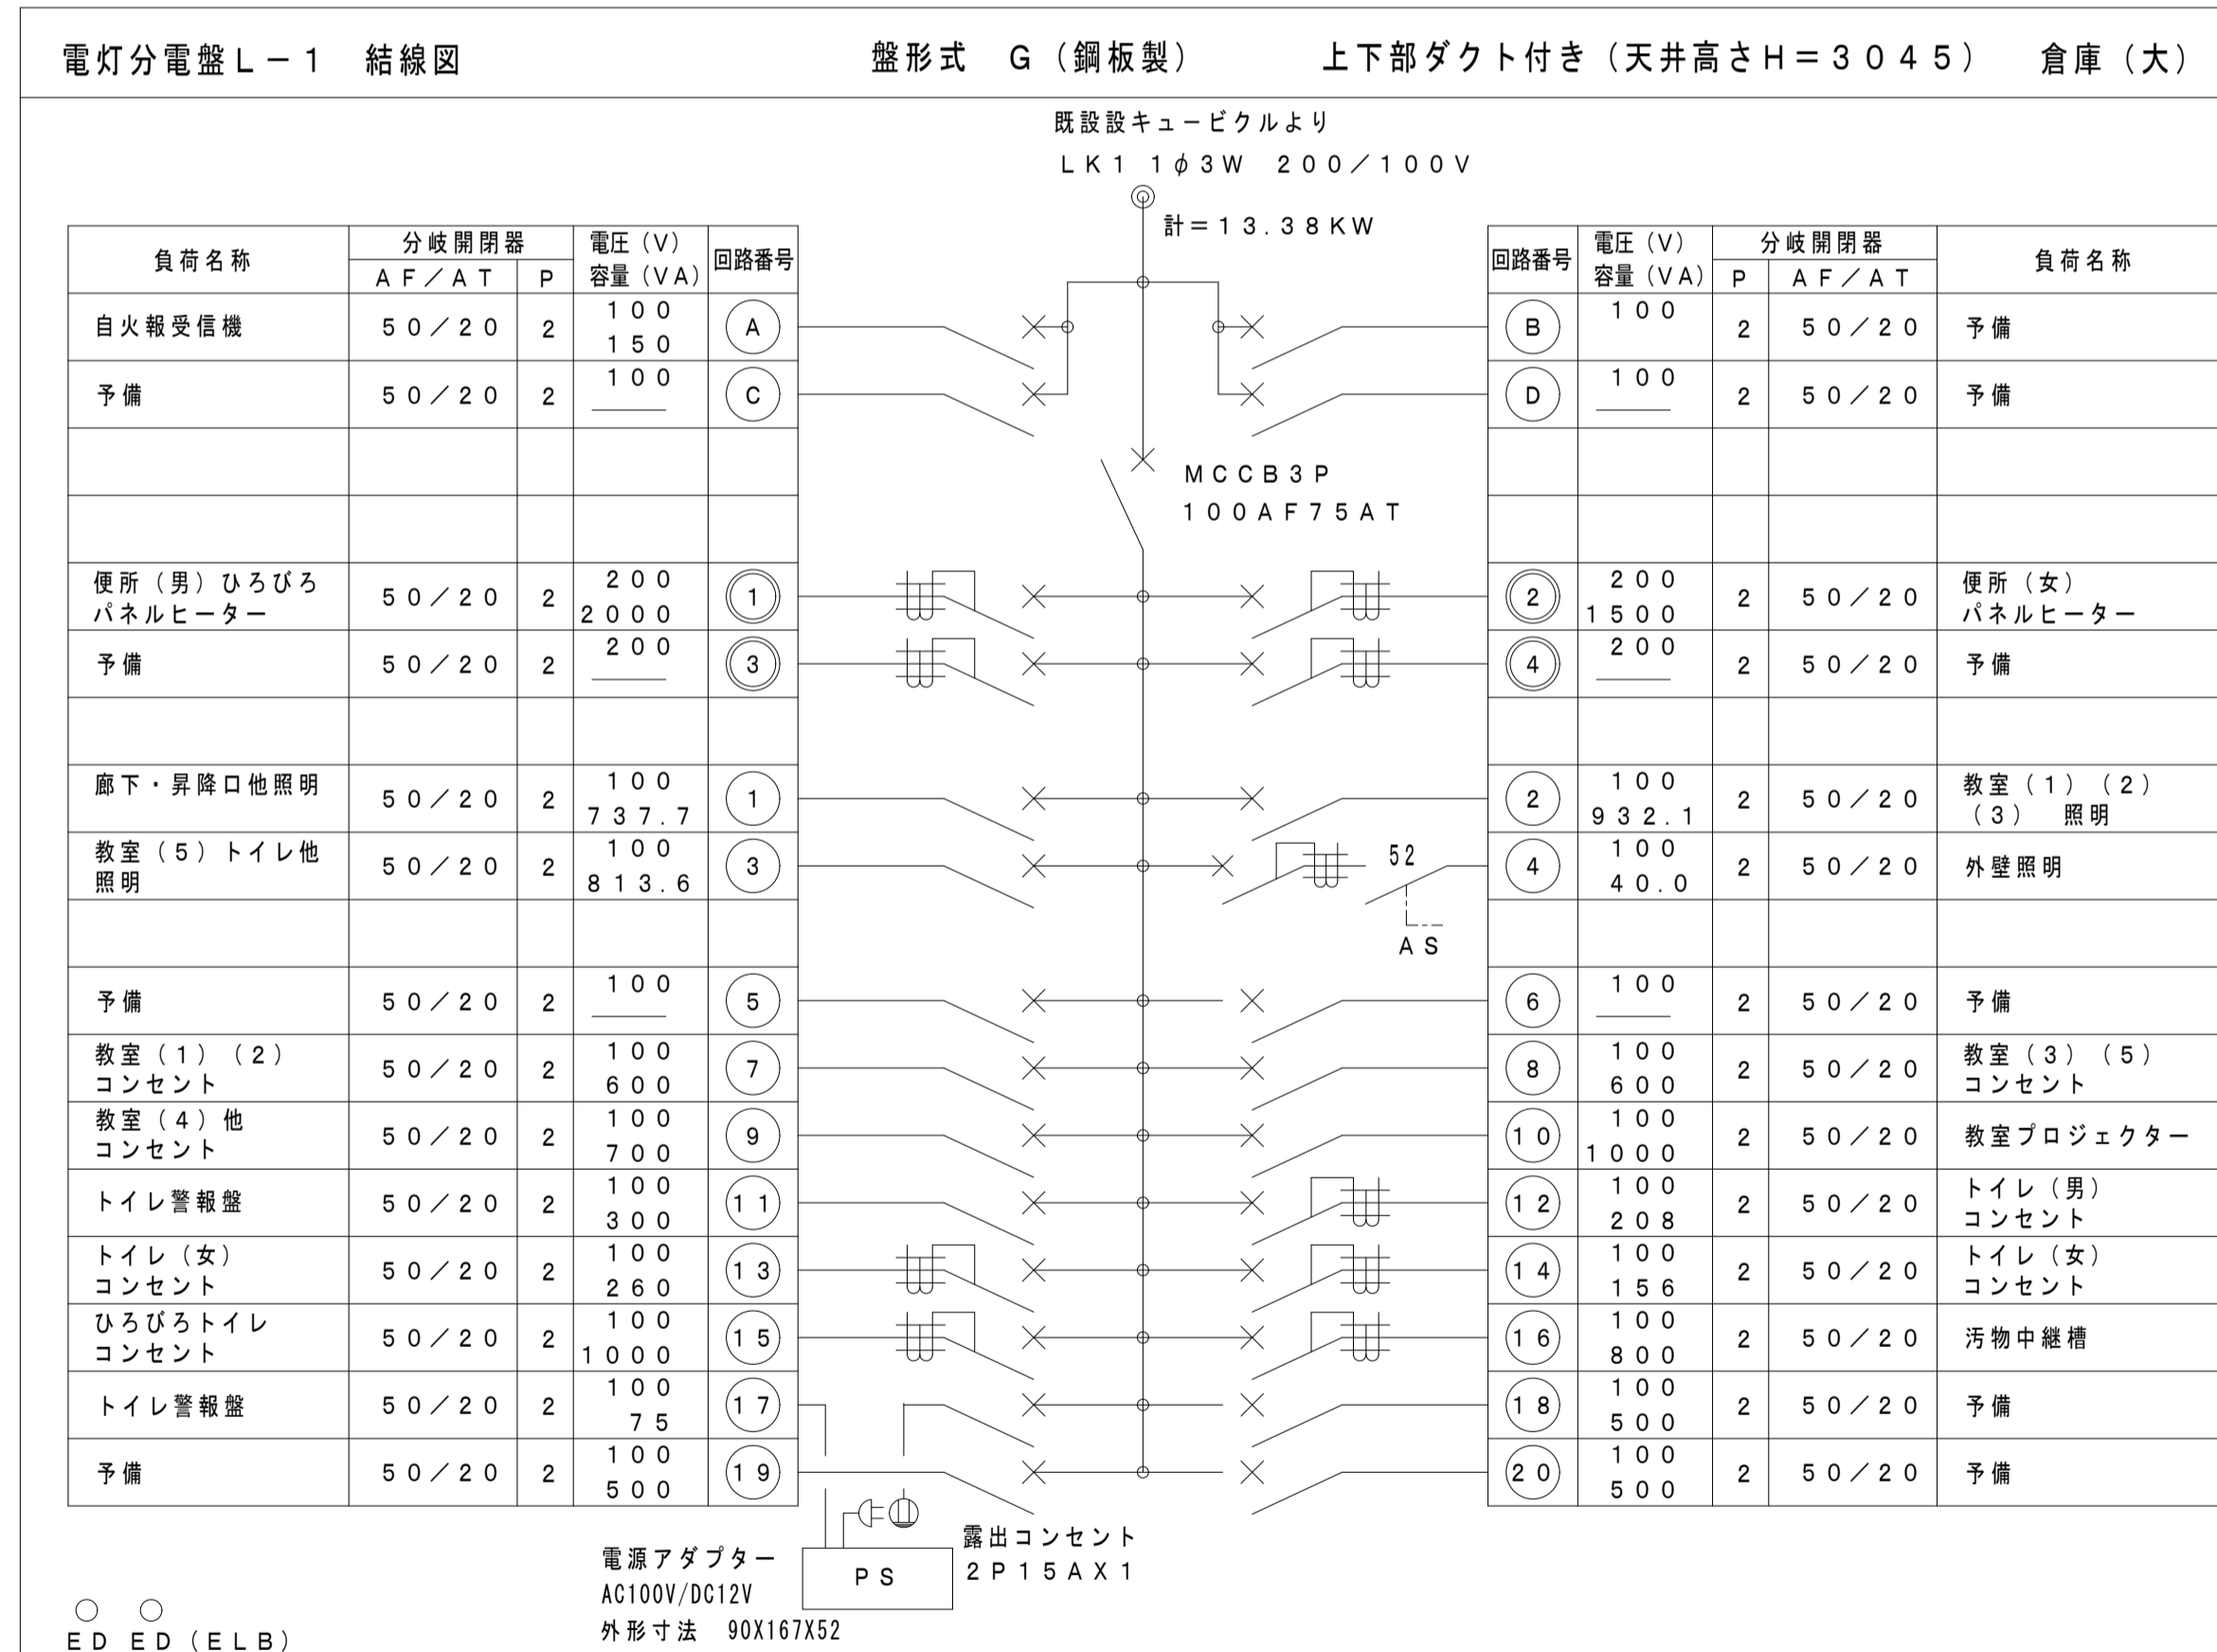 電灯分電盤L－1　結線図　盤形式　G（鋼板製）　上下部ダクト付き（天井高さH＝3045）　倉庫（大）
既設設キュービクルより
LK1 1φ3W 200／100V
計＝13.38KW
負荷名称 分岐開閉器 電圧（V） 回路番号
AF／AT P 容量（VA）
自火報受信機 50／20 2 100 A
150
予備 50／20 2 100 C
便所（男）ひろびろ 50／20 2 200 1
パネルヒーター 2000
予備 50／20 2 200 3
廊下・昇降口他照明 50／20 2 100 1
737.7
教室（5）トイレ他 50／20 2 100 3
照明 813.6
予備 50／20 2 100 5
教室（1）（2） 50／20 2 100 7
コンセント 600
教室（4）他 50／20 2 100 9
コンセント 700
トイレ警報盤 50／20 2 100 11
300
トイレ（女） 50／20 2 100 13
コンセント 260
ひろびろトイレ 50／20 2 100 15
コンセント 1000
トイレ警報盤 50／20 2 100 17
75
予備 50／20 2 100 19
500
MCCB3P
100AF75AT
52
AS
回路番号 電圧（V） 分岐開閉器 負荷名称
容量（VA） P AF／AT
B 100 2 50／20 予備
D 100 2 50／20 予備
2 200 2 50／20 便所（女）
1500 パネルヒーター
4 200 2 50／20 予備
2 100 2 50／20 教室（1）（2）
932.1 （3）　照明
4 100 2 50／20 外壁照明
40.0
6 100 2 50／20 予備
8 100 2 50／20 教室（3）（5）
600 コンセント
10 100 2 50／20 教室プロジェクター
1000
12 100 2 50／20 トイレ（男）
208 コンセント
14 100 2 50／20 トイレ（女）
156 コンセント
16 100 2 50／20 汚物中継槽
800
18 100 2 50／20 予備
500
20 100 2 50／20 予備
500
電源アダプター
AC100V/DC12V
外形寸法　90X167X52
PS
露出コンセント
2P15AX1
ED ED（ELB）